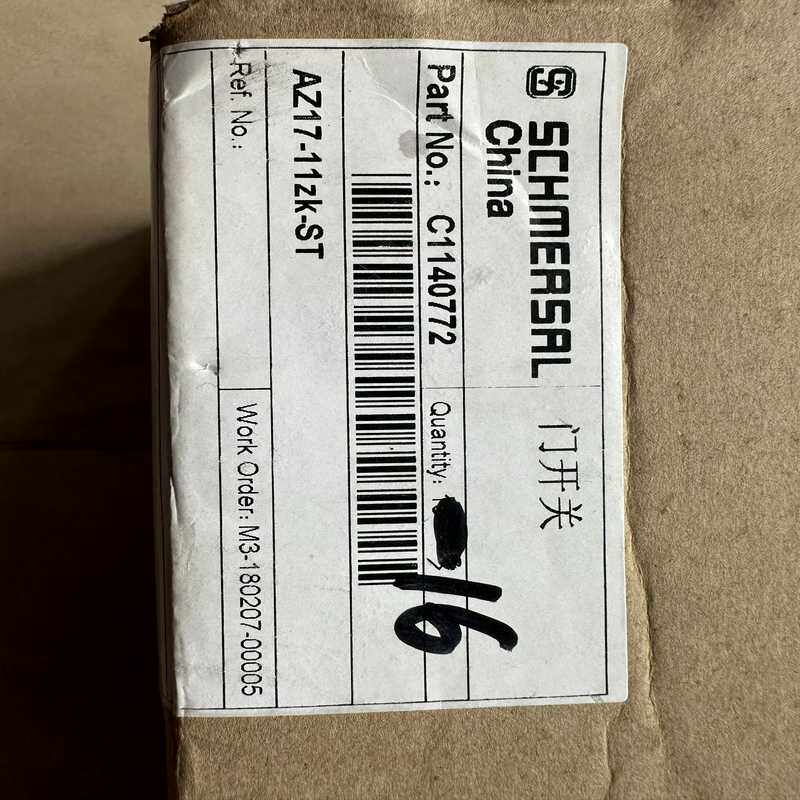 SCHMERSAL
China
门开关
Part No.: C1140772
Quantity: 1
16
AZ17-11zk-ST
Ref. No.:
Work Order: M3-180207-00005